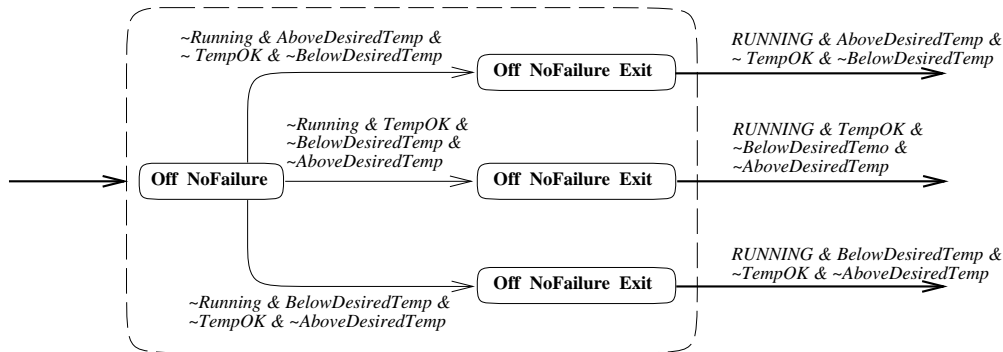 ~Running & AboveDesiredTemp &
~ TempOK & ~BelowDesiredTemp
RUNNING & AboveDesiredTemp &
~ TempOK & ~BelowDesiredTemp
Off NoFailure Exit
~Running & TempOK &
~BelowDesiredTemp &
~AboveDesiredTemp
RUNNING & TempOK &
~BelowDesiredTemo &
~AboveDesiredTemp
Off NoFailure
Off NoFailure Exit
RUNNING & BelowDesiredTemp &
~TempOK & ~AboveDesiredTemp
Off NoFailure Exit
~Running & BelowDesiredTemp &
~TempOK & ~AboveDesiredTemp